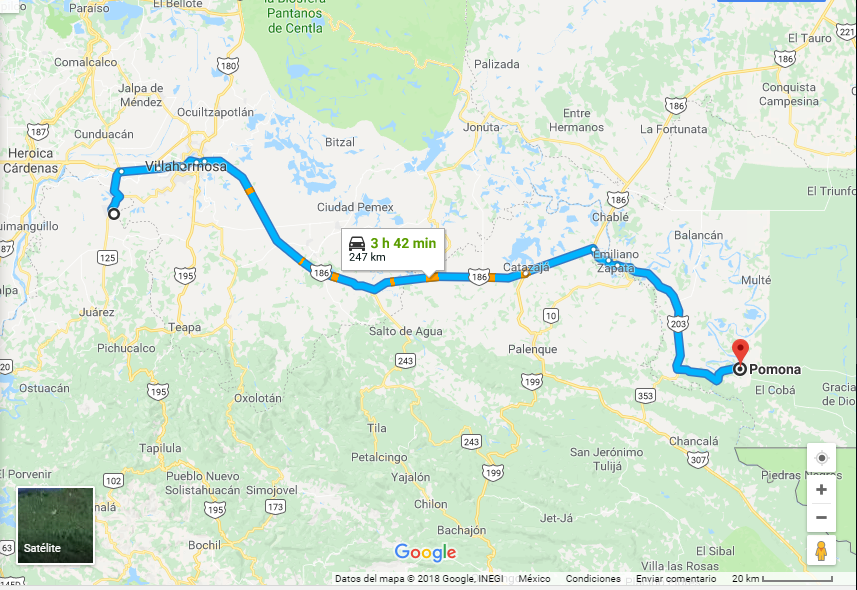 Paraíso
El Bellote
la Biosfera
Pantanos
de Centla
El Tauro
186
221
180
Comalcalco
Palizada
Conquista
Campesina
Jalpa de
Méndez
186
Ocuiltzapotlán
Entre
Hermanos
La Fortunata
187
Cunduacán
Jonuta
Bitzal
Heroica
Cárdenas
Villahermosa
El Triunfo
186
Ciudad Pemex
Chablé
uimanguillo
3 h 42 min
247 km
Balancán
87
125
Emiliano
Zapata
Catazajá
186
186
195
Multé
Juárez
10
203
Teapa
Salto de Agua
Pichucalco
Palenque
243
Pomona
20
199
El Cobá
Gracias
de Dio
Ostuacán
195
353
Oxolotán
Tila
Chancalá
243
307
Tapilula
Petalcingo
San Jerónimo
Tulijá
199
Piedras Negras
El Porvenir
102
Pueblo Nuevo
Solistahuacán
Simojovel
Yajalón
195
173
Chilon
Jet-Já
Bachajón
Bochil
63
Satélite
Google
El Sibal
Villa las Rosas
Datos del mapa © 2018 Google, INEGI México Condiciones Enviar comentario 20 km